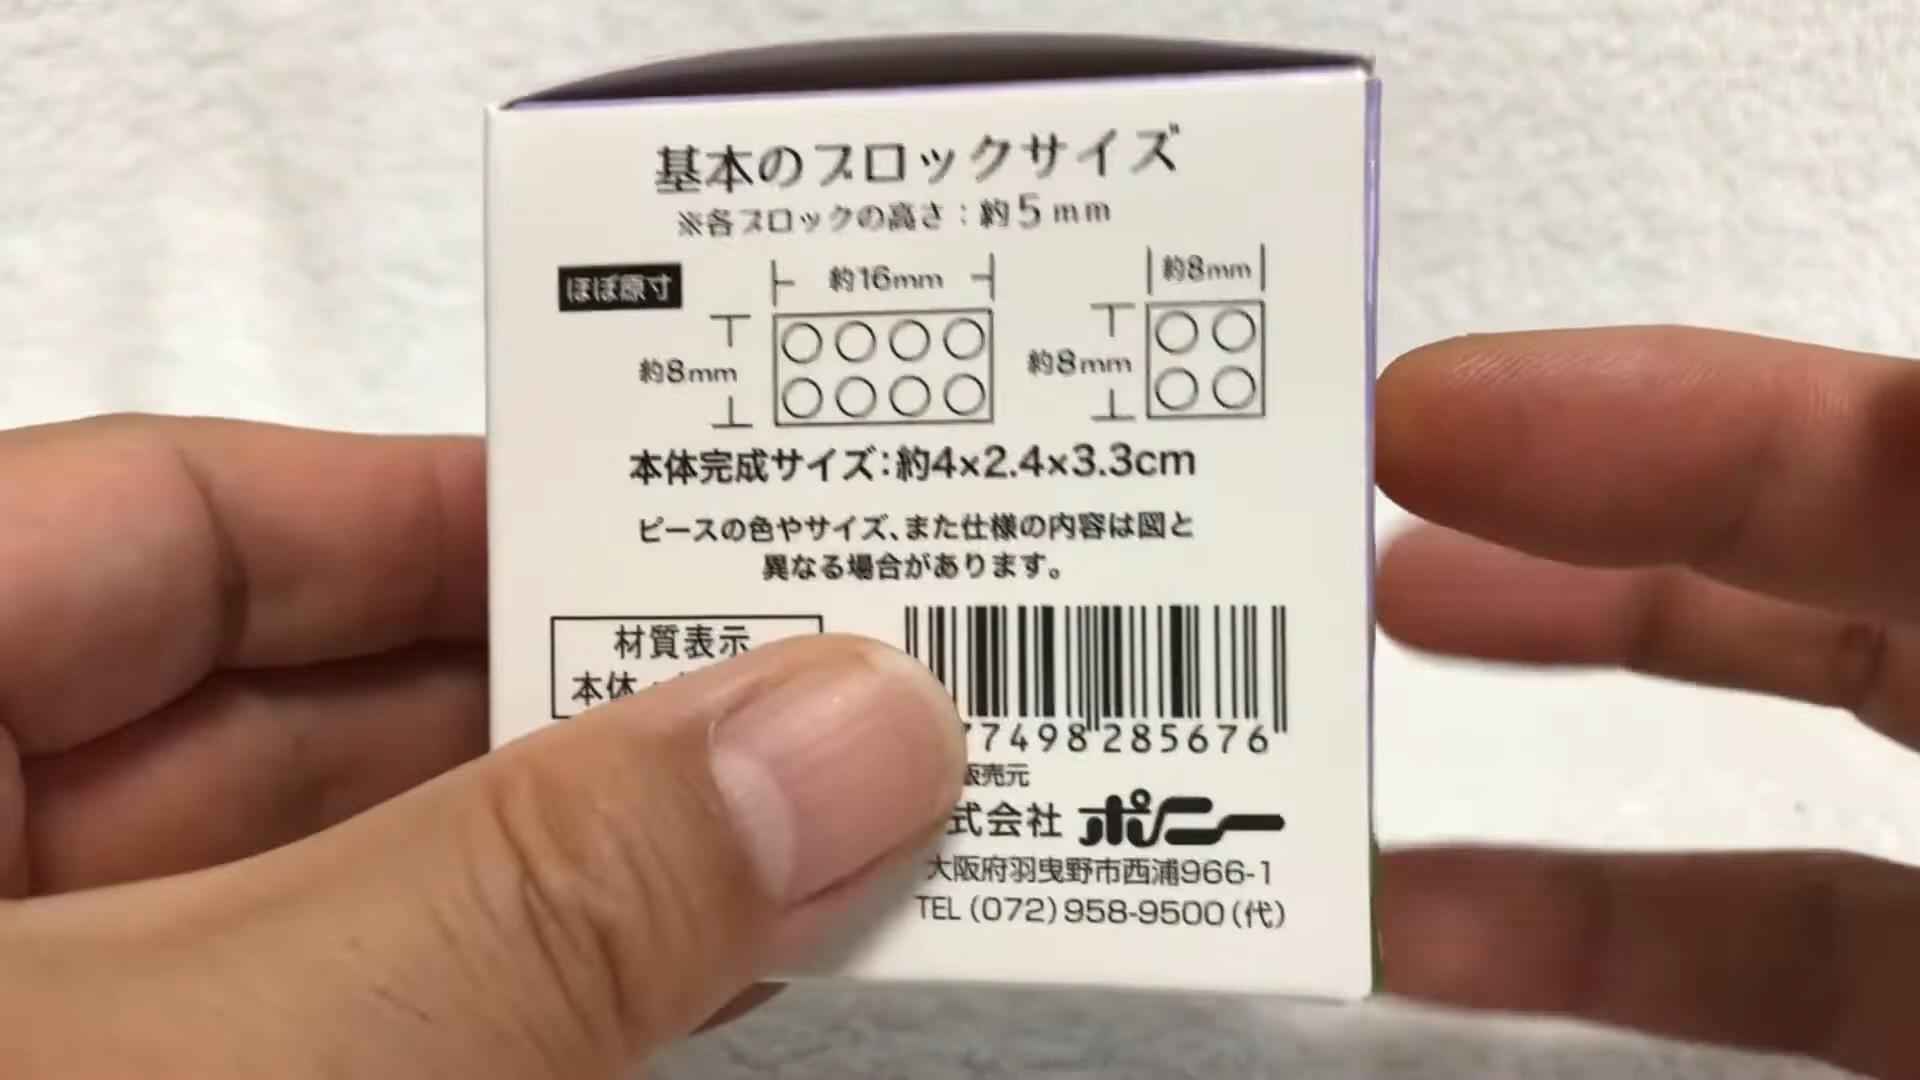 基本のブロックサイズ
※各ブロックの高さ：約5mm
ほぼ原寸
約16mm
約8mm
約8mm
約8mm
本体完成サイズ：約4×2.4×3.3cm
ピースの色やサイズ、また仕様の内容は図と
異なる場合があります。
材質表示
本体
77498 285676
販売元
式会社 ポニー
大阪府羽曳野市西浦966-1
TEL (072) 958-9500 (代)